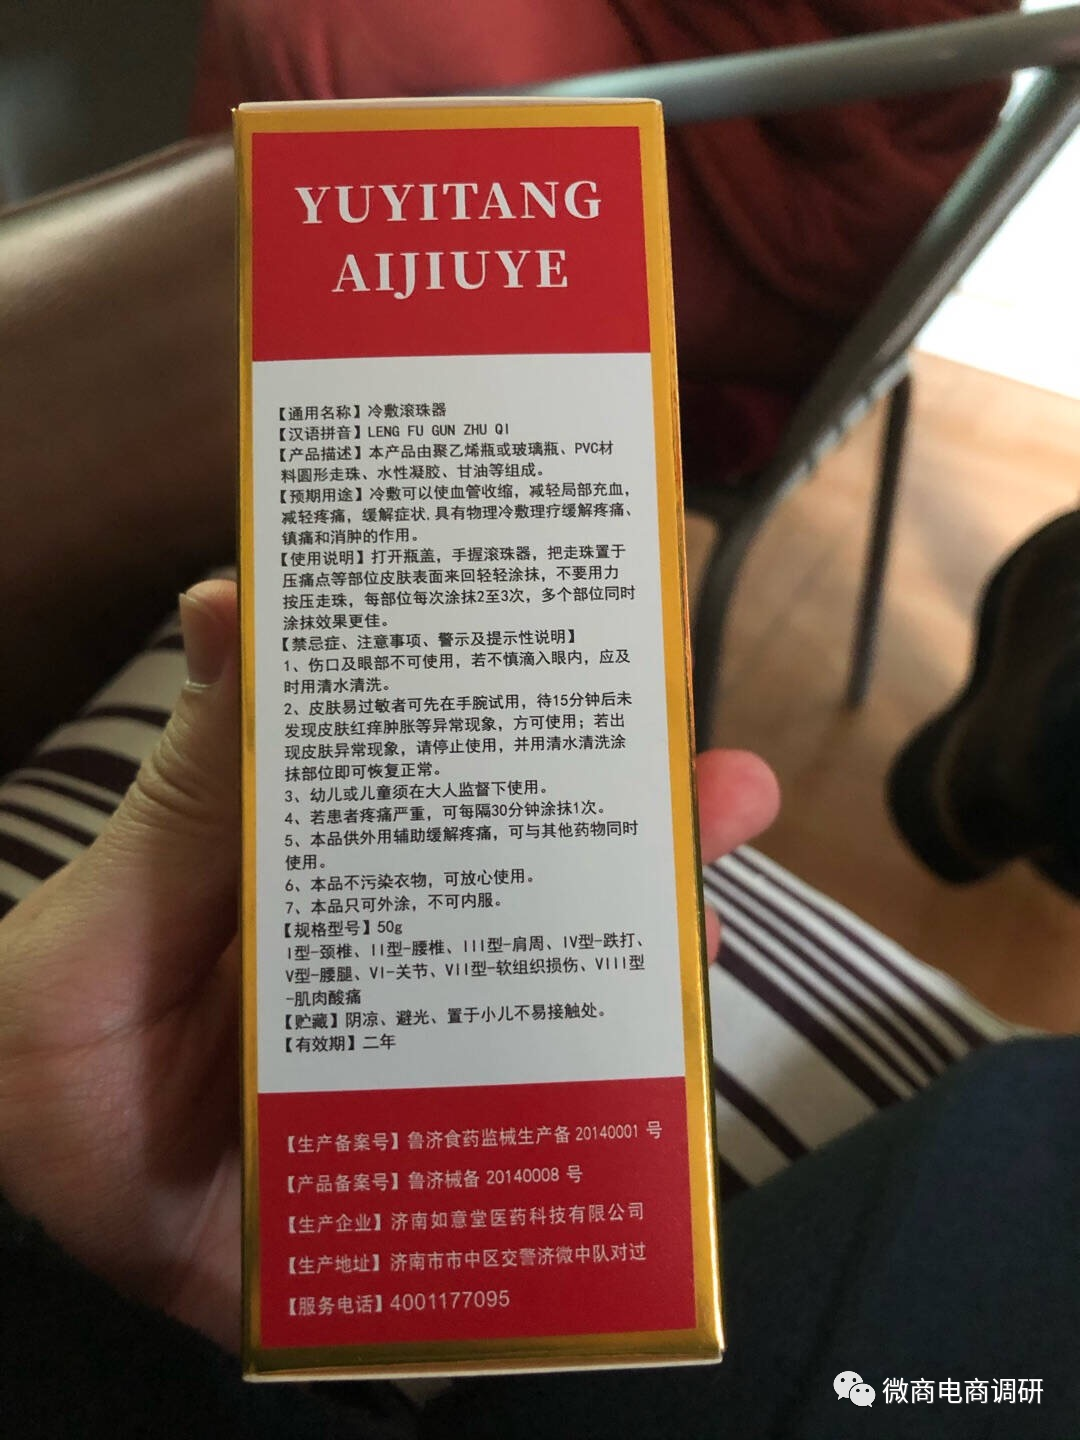 YUYITANG
AIJIUYE
【通用名称】冷敷滚珠器
【汉语拼音】LENG FU GUN ZHU QI
【产品描述】本产品由聚乙烯瓶或玻璃瓶、PVC材
料圆形走珠、水性凝胶、甘油等组成。
【预期用途】冷敷可以使血管收缩，减轻局部充血，
减轻疼痛，缓解症状.具有物理冷敷理疗缓解疼痛、
镇痛和消肿的作用。
【使用说明】打开瓶盖，手握滚珠器，把走珠置于
压痛点等部位皮肤表面来回轻轻涂抹，不要用力
按压走珠，每部位每次涂抹2至3次，多个部位同时
涂抹效果更佳。
【禁忌症、注意事项、警示及提示性说明】
1、伤口及眼部不可使用，若不慎滴入眼内，应及
时用清水清洗。
2、皮肤易过敏者可先在手腕试用，待15分钟后未
发现皮肤红痒肿胀等异常现象，方可使用；若出
现皮肤异常现象，请停止使用，并用清水清洗涂
抹部位即可恢复正常。
3、幼儿或儿童须在大人监督下使用。
4、若患者疼痛严重，可每隔30分钟涂抹1次。
5、本品供外用辅助缓解疼痛，可与其他药物同时
使用。
6、本品不污染衣物，可放心使用。
7、本品只可外涂，不可内服。
【规格型号】50g
I型-颈椎、II型-腰椎、III型-肩周、IV型-跌打、
V型-腰腿、VI-关节、VII型-软组织损伤、VIII型
-肌肉酸痛
【贮藏】阴凉、避光、置于小儿不易接触处。
【有效期】二年
【生产备案号】鲁济食药监械生产备20140001 号
【产品备案号】鲁济械备 20140008 号
【生产企业】济南如意堂医药科技有限公司
【生产地址】济南市市中区交警济微中队对过
【服务电话】4001177095
微商电商调研